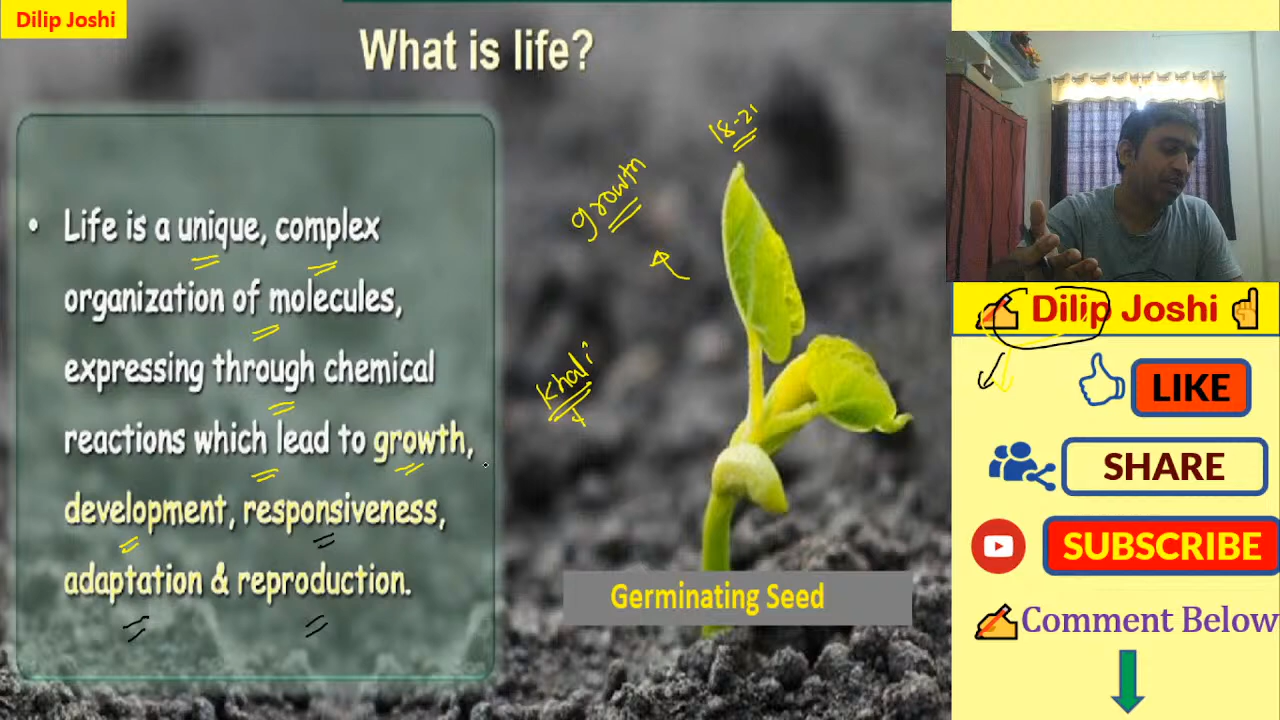 Dilip Joshi
What is life?
• Life is a unique, complex
organization of molecules,
expressing through chemical
reactions which lead to growth,
development, responsiveness,
adaptation & reproduction.
18-21
growth
khali
Germinating Seed
Dilip Joshi
LIKE
SHARE
SUBSCRIBE
Comment Below